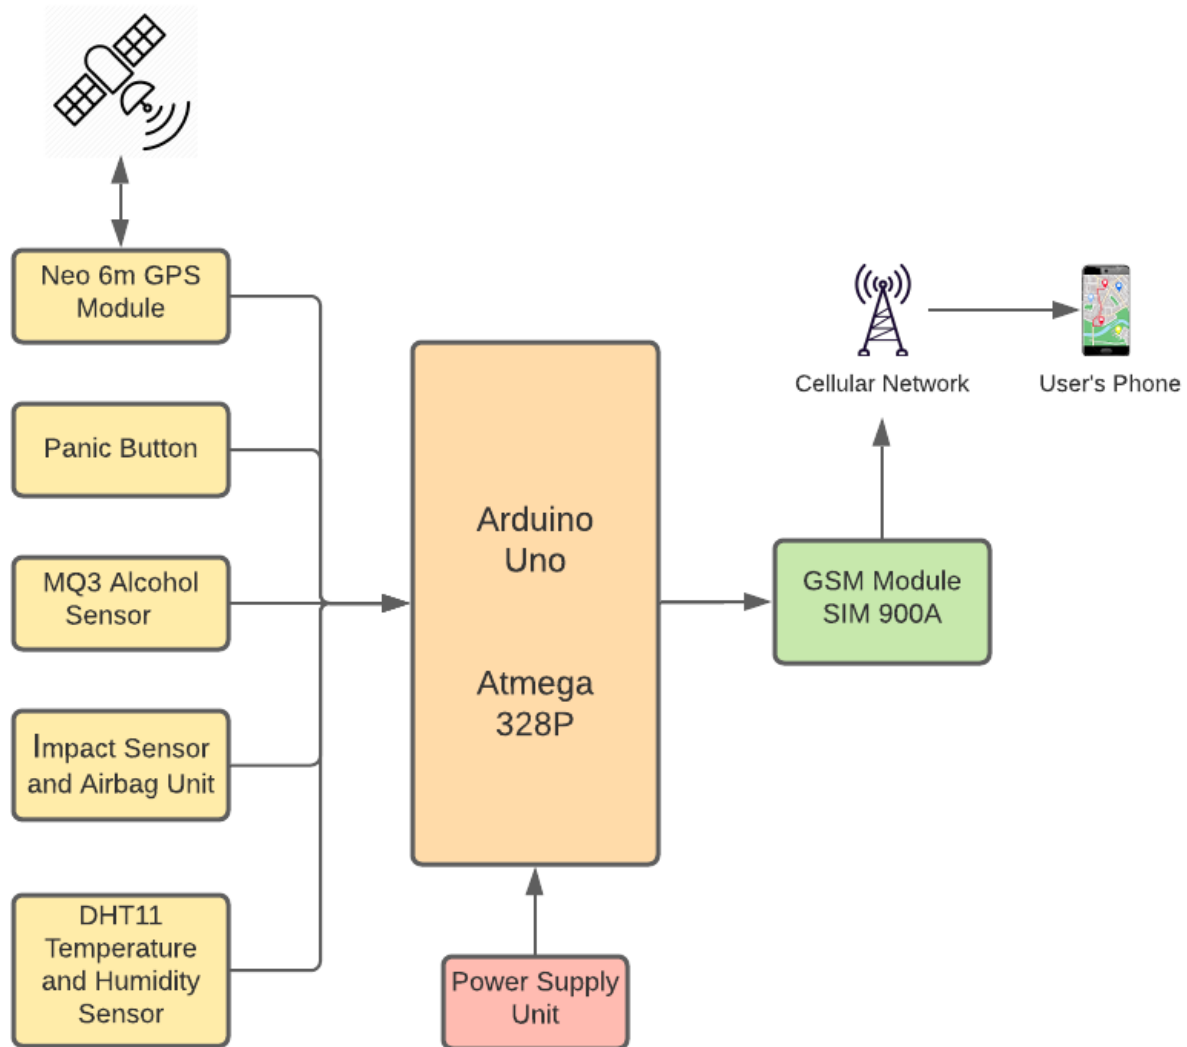 Neo 6m GPS
Module
Panic Button
MQ3 Alcohol
Sensor
Impact Sensor
and Airbag Unit
DHT11
Temperature
and Humidity
Sensor
Arduino
Uno
Atmega
328P
Power Supply
Unit
GSM Module
SIM 900A
Cellular Network
User's Phone